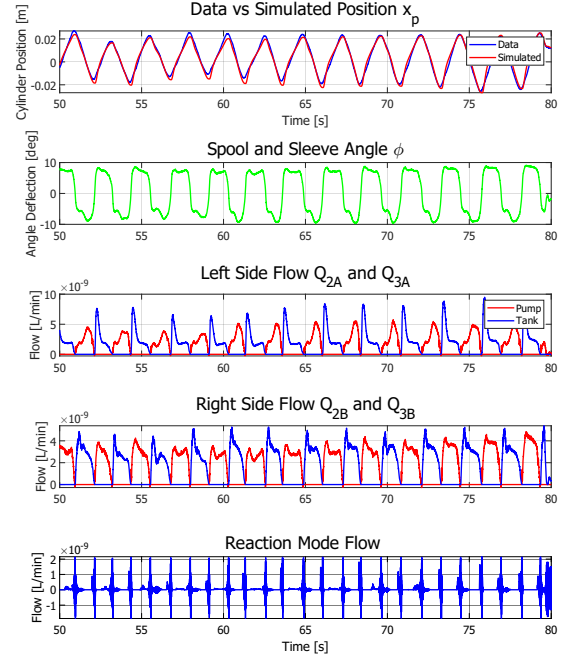 Data vs Simulated Position x_p
Cylinder Position [m]
0.02
0
-0.02
Data
Simulated
50 55 60 65 70 75 80
Time [s]
Spool and Sleeve Angle ϕ
Angle Deflection [deg]
10
0
-10
50 55 60 65 70 75 80
Left Side Flow Q_2A and Q_3A
×10^-9
Flow [L/min]
10
5
0
Pump
Tank
50 55 60 65 70 75 80
Right Side Flow Q_2B and Q_3B
×10^-9
Flow [L/min]
4
2
0
50 55 60 65 70 75 80
Reaction Mode Flow
×10^-9
Flow [L/min]
2
1
0
-1
50 55 60 65 70 75 80
Time [s]